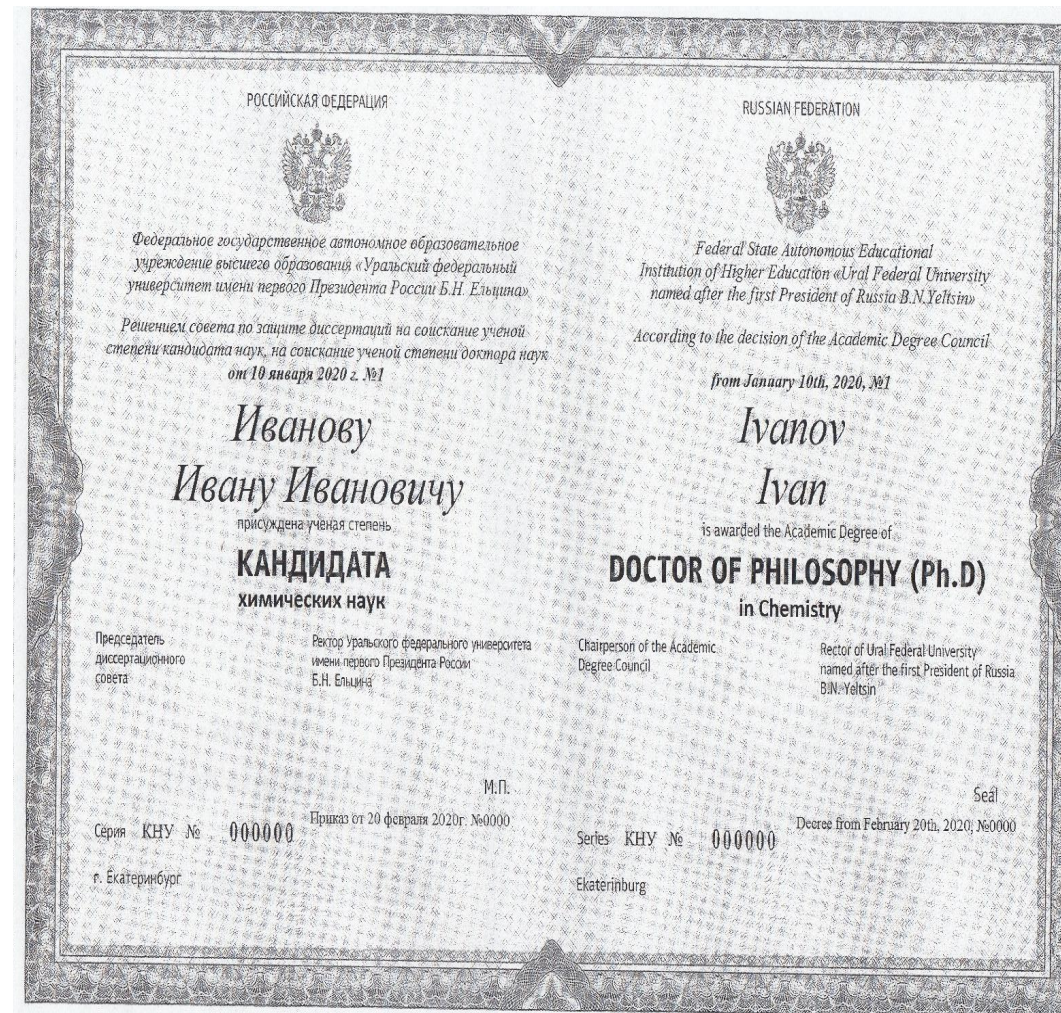 РОССИЙСКАЯ ФЕДЕРАЦИЯ
Федеральное государственное автономное образовательное
учреждение высшего образования «Уральский федеральный
университет имени первого Президента России Б.Н. Ельцина»
Решением совета по защите диссертаций на соискание ученой
степени кандидата наук, на соискание ученой степени доктора наук
от 10 января 2020 г. №1
Иванову
Ивану Ивановичу
присуждена ученая степень
КАНДИДАТА
химических наук
Председатель
диссертационного
совета
Ректор Уральского федерального университета
имени первого Президента России
Б.Н. Ельцина
М.П.
Приказ от 20 февраля 2020г. №0000
Серия КНУ № 000000
г. Екатеринбург
RUSSIAN FEDERATION
Federal State Autonomous Educational
Institution of Higher Education «Ural Federal University
named after the first President of Russia B.N.Yeltsin»
According to the decision of the Academic Degree Council
from January 10th, 2020, №1
Ivanov
Ivan
is awarded the Academic Degree of
DOCTOR OF PHILOSOPHY (Ph.D)
in Chemistry
Chairperson of the Academic
Degree Council
Rector of Ural Federal University
named after the first President of Russia
B.N. Yeltsin
Seal
Decree from February 20th, 2020, №0000
Series КНУ № 000000
Ekaterinburg